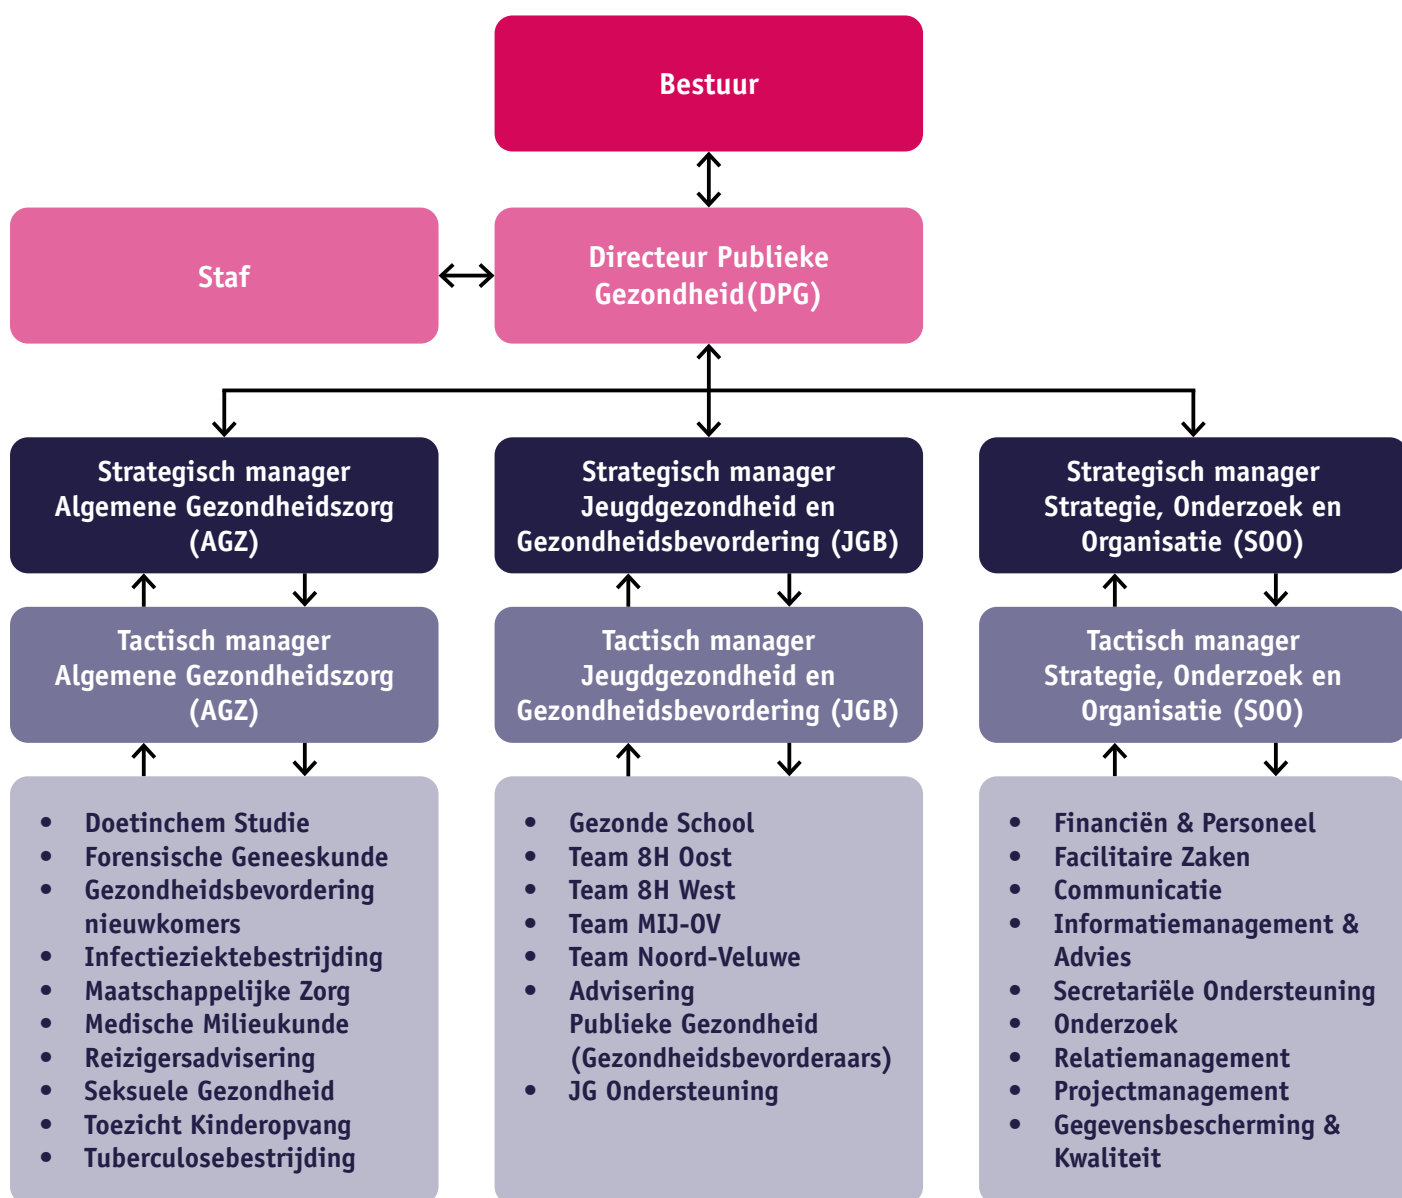 Bestuur
Staf
Directeur Publieke
Gezondheid(DPG)
Strategisch manager
Algemene Gezondheidszorg
(AGZ)
Strategisch manager
Jeugdgezondheid en
Gezondheidsbevordering (JGB)
Strategisch manager
Strategie, Onderzoek en
Organisatie (SOO)
Tactisch manager
Algemene Gezondheidszorg
(AGZ)
Tactisch manager
Jeugdgezondheid en
Gezondheidsbevordering (JGB)
Tactisch manager
Strategie, Onderzoek en
Organisatie (SOO)
• Doetinchem Studie
• Forensische Geneeskunde
• Gezondheidsbevordering
nieuwkomers
• Infectieziektebestrijding
• Maatschappelijke Zorg
• Medische Milieukunde
• Reizigersadvisering
• Seksuele Gezondheid
• Toezicht Kinderopvang
• Tuberculosebestrijding
• Gezonde School
• Team 8H Oost
• Team 8H West
• Team MIJ-OV
• Team Noord-Veluwe
• Advisering
Publieke Gezondheid
(Gezondheidsbevorderaars)
• JG Ondersteuning
• Financiën & Personeel
• Facilitaire Zaken
• Communicatie
• Informatiemanagement &
Advies
• Secretariële Ondersteuning
• Onderzoek
• Relatiemanagement
• Projectmanagement
• Gegevensbescherming &
Kwaliteit